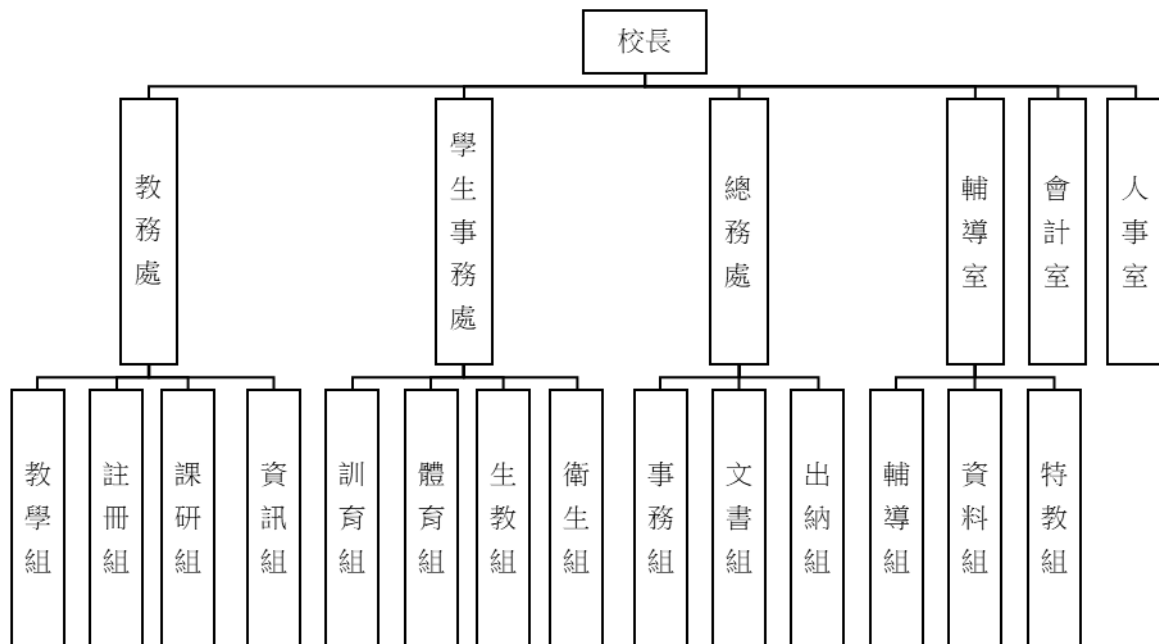 校長
教務處
學生事務處
總務處
輔導室
會計室
人事室
教學組
註冊組
課研組
資訊組
訓育組
體育組
生教組
衛生組
事務組
文書組
出納組
輔導組
資料組
特教組